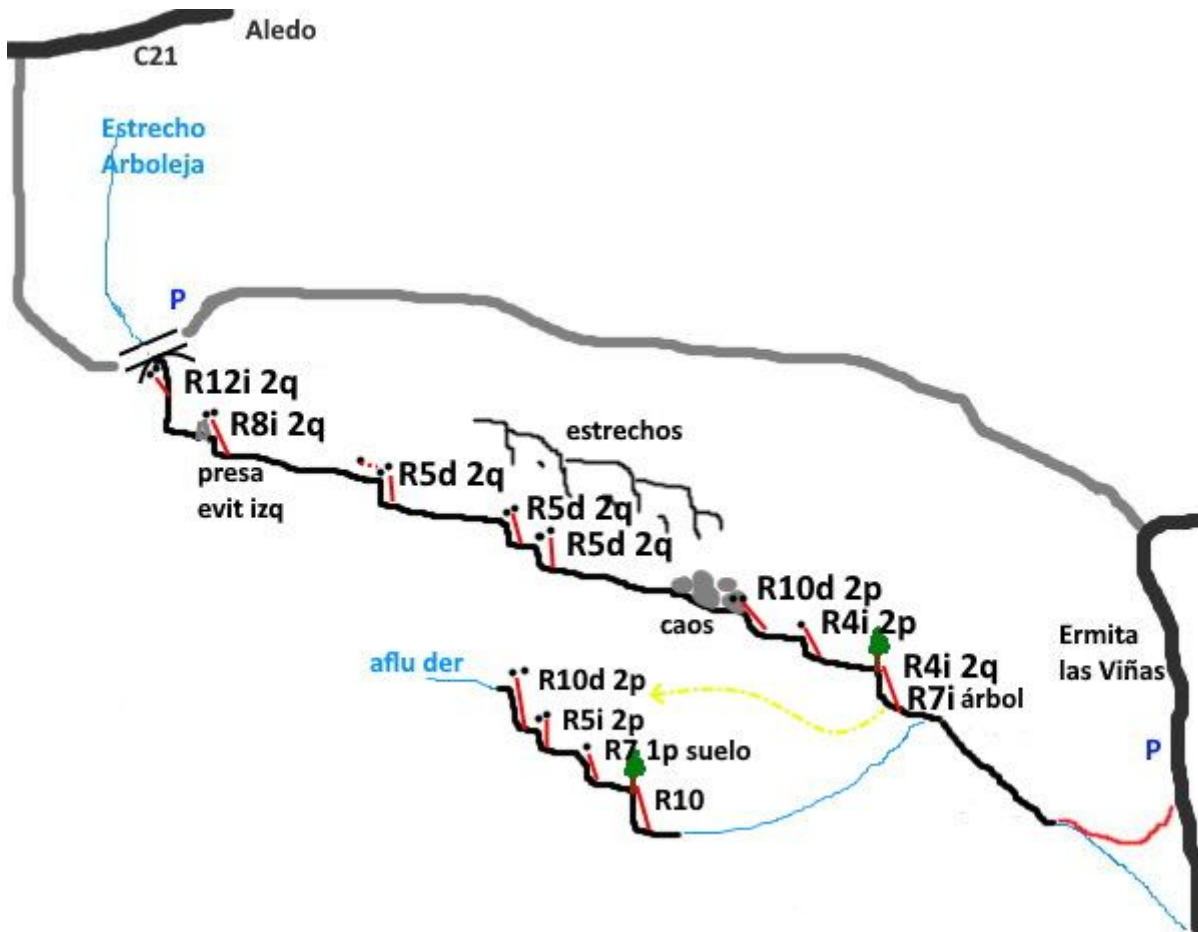 Aledo
C21
Estrecho
Arboleja
P
R12i 2q
R8i 2q
presa
evit izq
estrechos
R5d 2q
R5d 2q
R5d 2q
R10d 2p
caos
R4i 2p
Ermita
las Viñas
R4i 2q
R7i árbol
aflu der
R10d 2p
R5i 2p
R7 1p suelo
P
R10